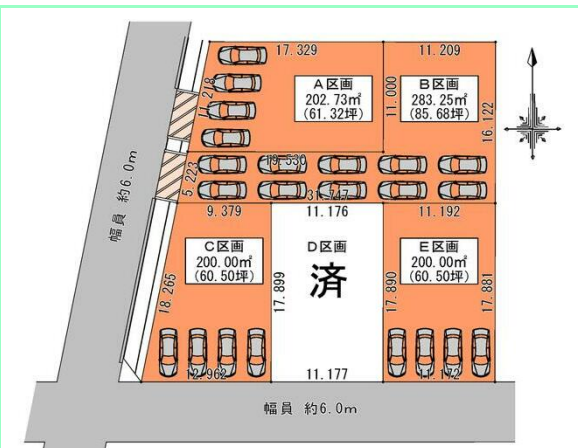 17.329
11.209
A区画
202.73㎡
(61.32坪)
B区画
283.25㎡
(85.68坪)
11.218
11.000
16.122
19.530
5.223
31.747
幅員 約6.0m
9.379
11.176
11.192
C区画
200.00㎡
(60.50坪)
D区画
済
E区画
200.00㎡
(60.50坪)
18.265
17.899
17.890
17.881
12.962
11.177
11.172
幅員 約6.0m